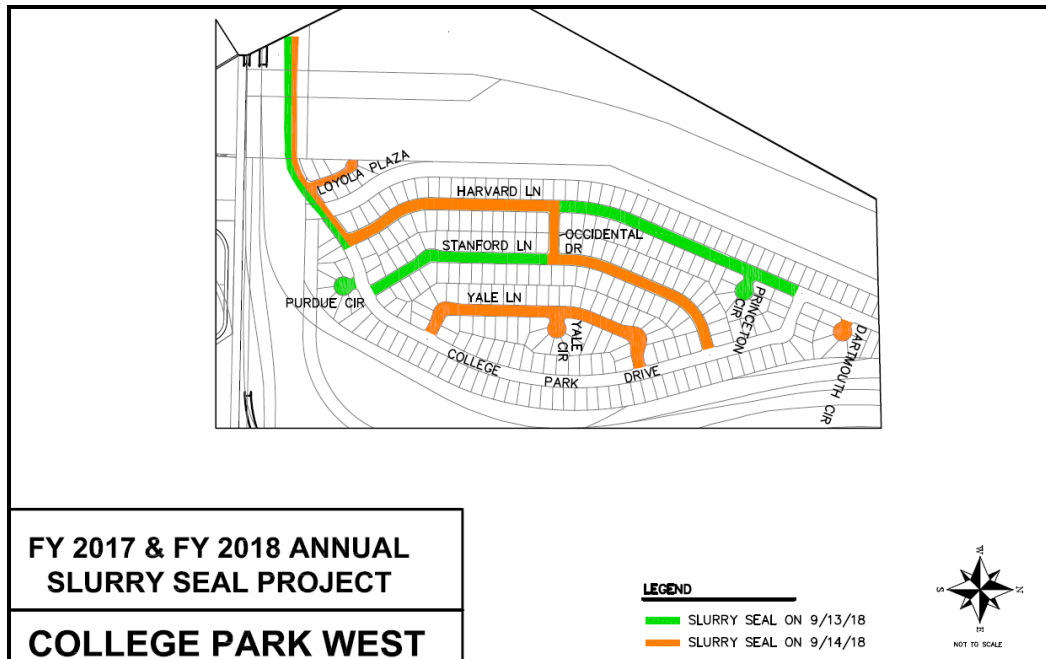 LOYOLA PLAZA
HARVARD LN
OCCIDENTAL
DR
STANFORD LN
PURDUE CIR
YALE LN
YALE
CIR
PRINCETON
CIR
DARTMOUTH CIR
COLLEGE PARK DRIVE
FY 2017 & FY 2018 ANNUAL
SLURRY SEAL PROJECT
COLLEGE PARK WEST
LEGEND
SLURRY SEAL ON 9/13/18
SLURRY SEAL ON 9/14/18
W
N
S
E
NOT TO SCALE